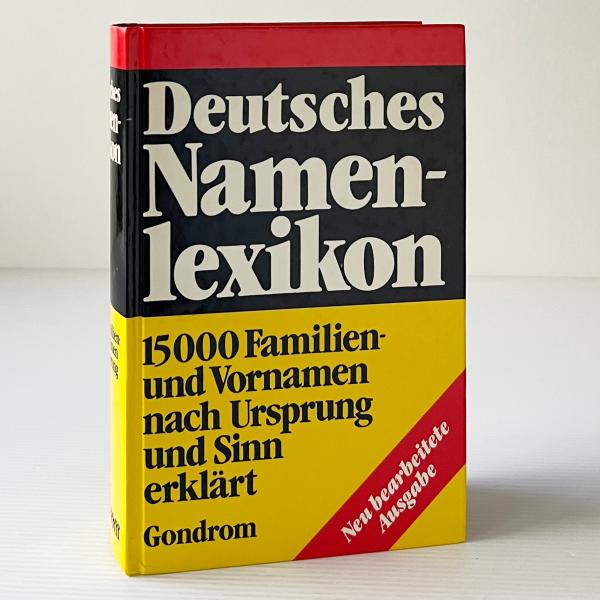 Deutsches
Namen-
lexikon
15000 Familien-
und Vornamen
nach Ursprung
und Sinn
erklärt
Gondrom
Neu bearbeitete
Ausgabe